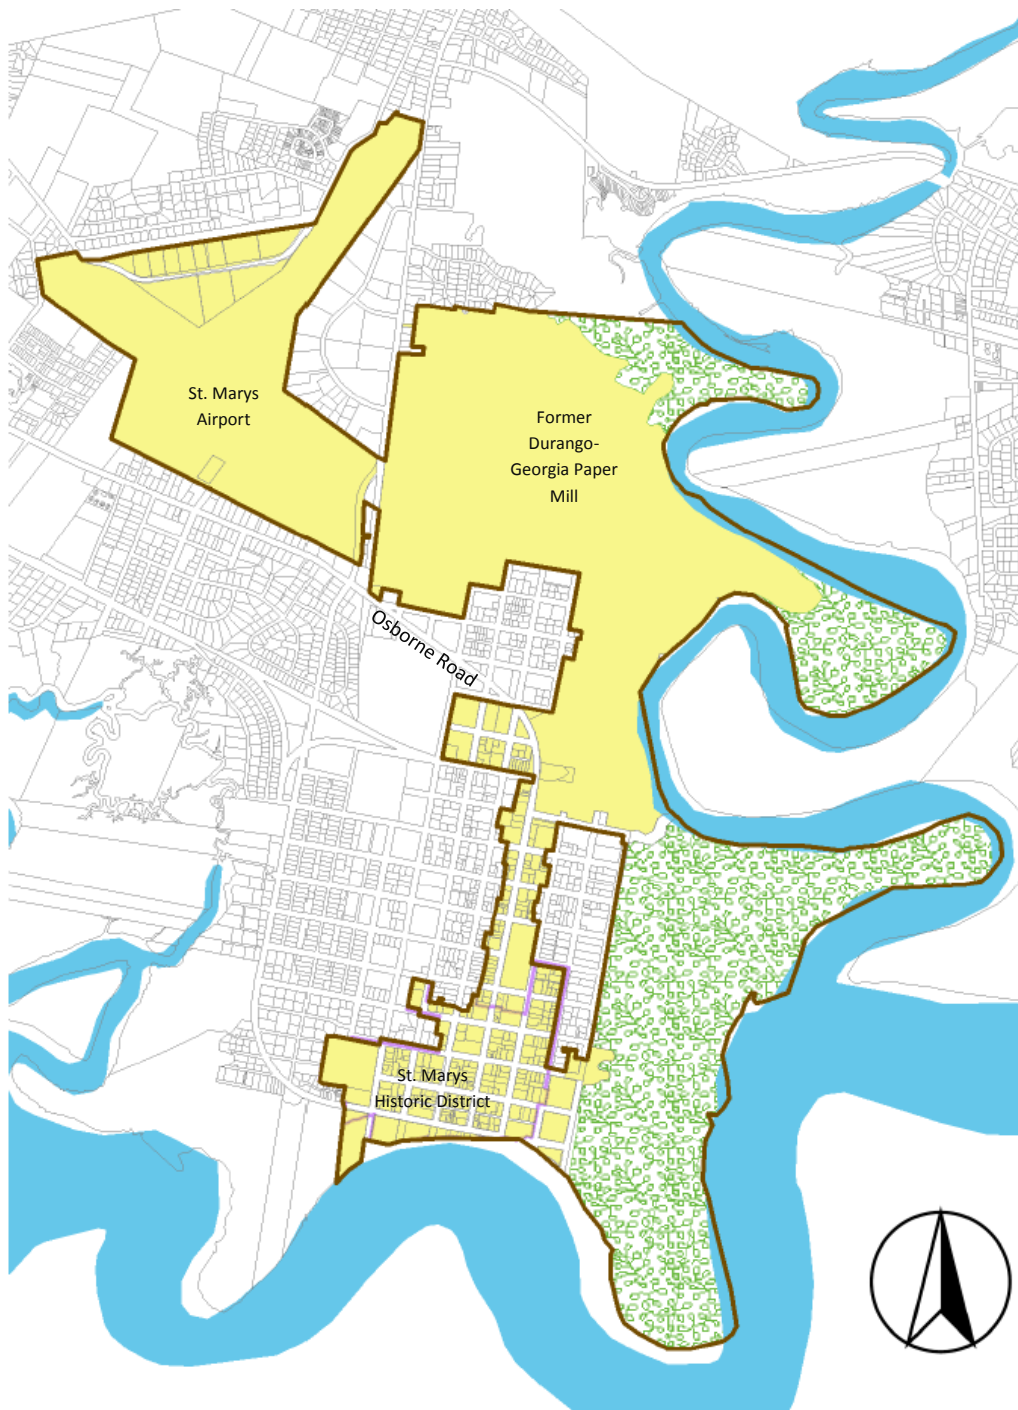 St. Marys
Airport
Former
Durango-
Georgia Paper
Mill
Osborne Road
St. Marys
Historic District